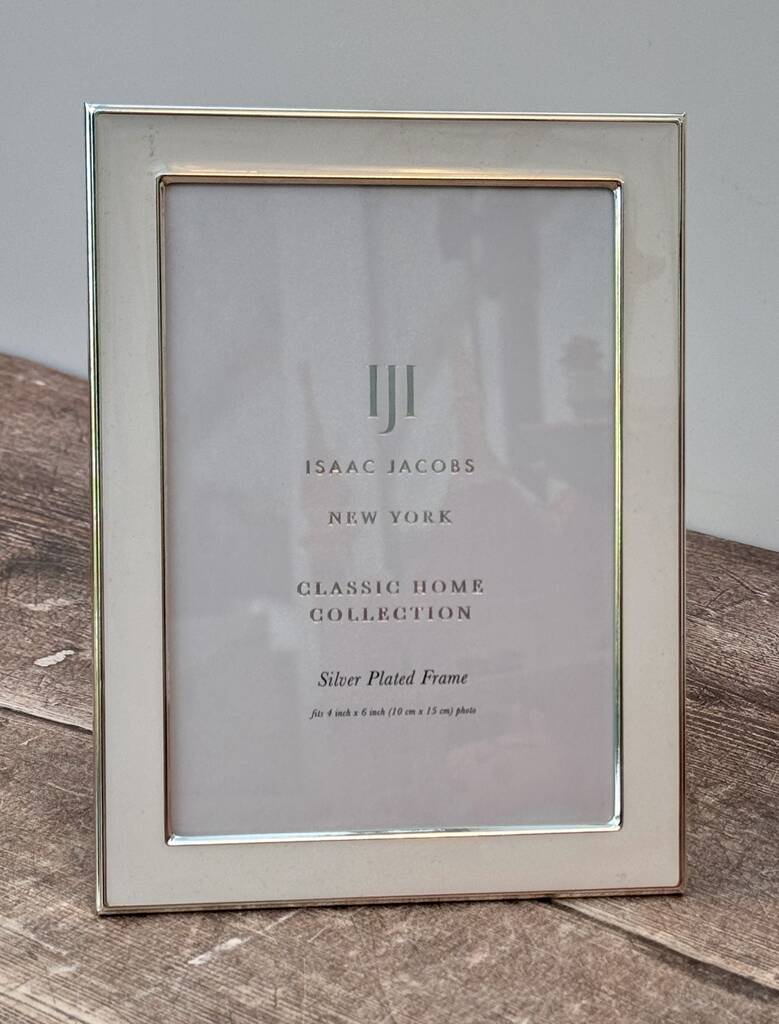 IJI
ISAAC JACOBS
NEW YORK
CLASSIC HOME
COLLECTION
Silver Plated Frame
fits 4 inch x 6 inch (10 cm x 15 cm) photo